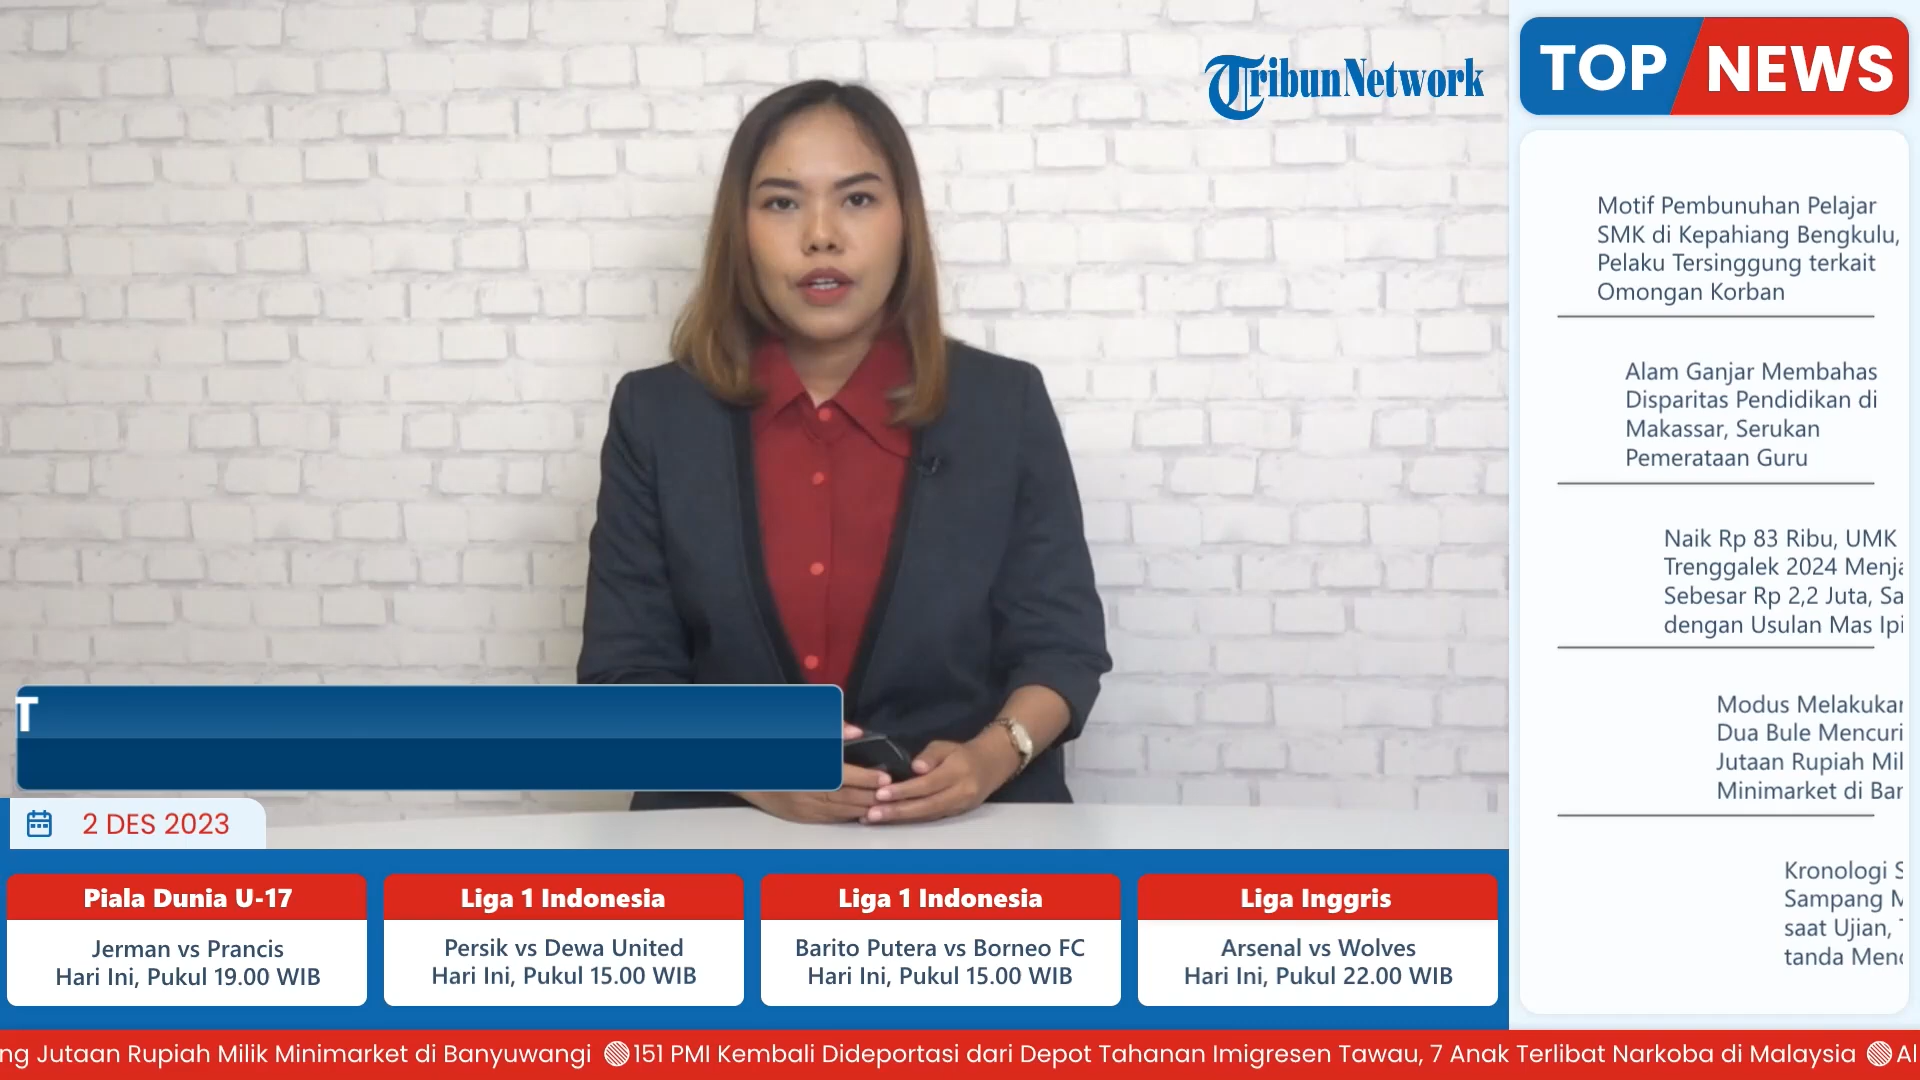 TribunNetwork
TOP NEWS
Motif Pembunuhan Pelajar
SMK di Kepahiang Bengkulu,
Pelaku Tersinggung terkait
Omongan Korban
Alam Ganjar Membahas
Disparitas Pendidikan di
Makassar, Serukan
Pemerataan Guru
Naik Rp 83 Ribu, UMK
Trenggalek 2024
Sebesar Rp 2,2 Juta,
dengan Usulan Mas
Modus
Dua Bule
Jutaan Rupiah
Minimarket di
Kronologi
Sampang
saat Ujian,
tanda
T
2 DES 2023
Piala Dunia U-17
Jerman vs Prancis
Hari Ini, Pukul 19.00 WIB
Liga 1 Indonesia
Persik vs Dewa United
Hari Ini, Pukul 15.00 WIB
Liga 1 Indonesia
Barito Putera vs Borneo FC
Hari Ini, Pukul 15.00 WIB
Liga Inggris
Arsenal vs Wolves
Hari Ini, Pukul 22.00 WIB
Jutaan Rupiah Milik Minimarket di Banyuwangi 151 PMI Kembali Dideportasi dari Depot Tahanan Imigresen Tawau, 7 Anak Terlibat Narkoba di Malaysia